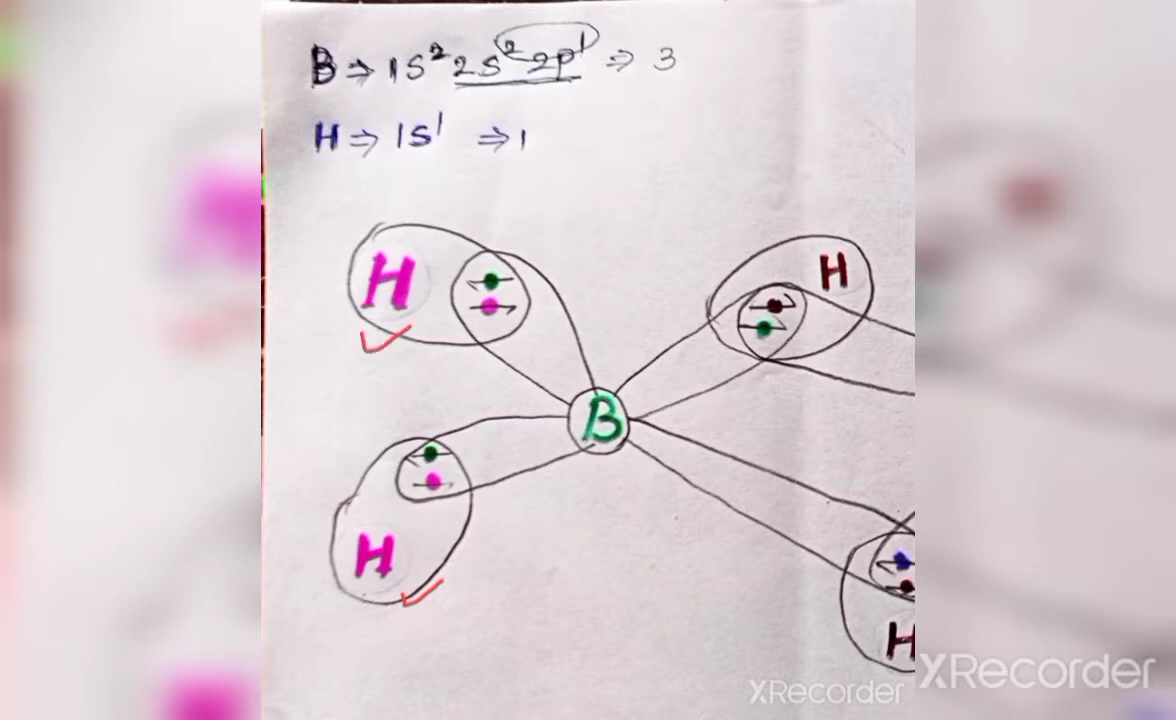 B ⇒ 1S² 2S² 2P¹ ⇒ 3
H ⇒ 1S¹ ⇒ 1
H
H
B
H
H
XRecorder
XRecorder